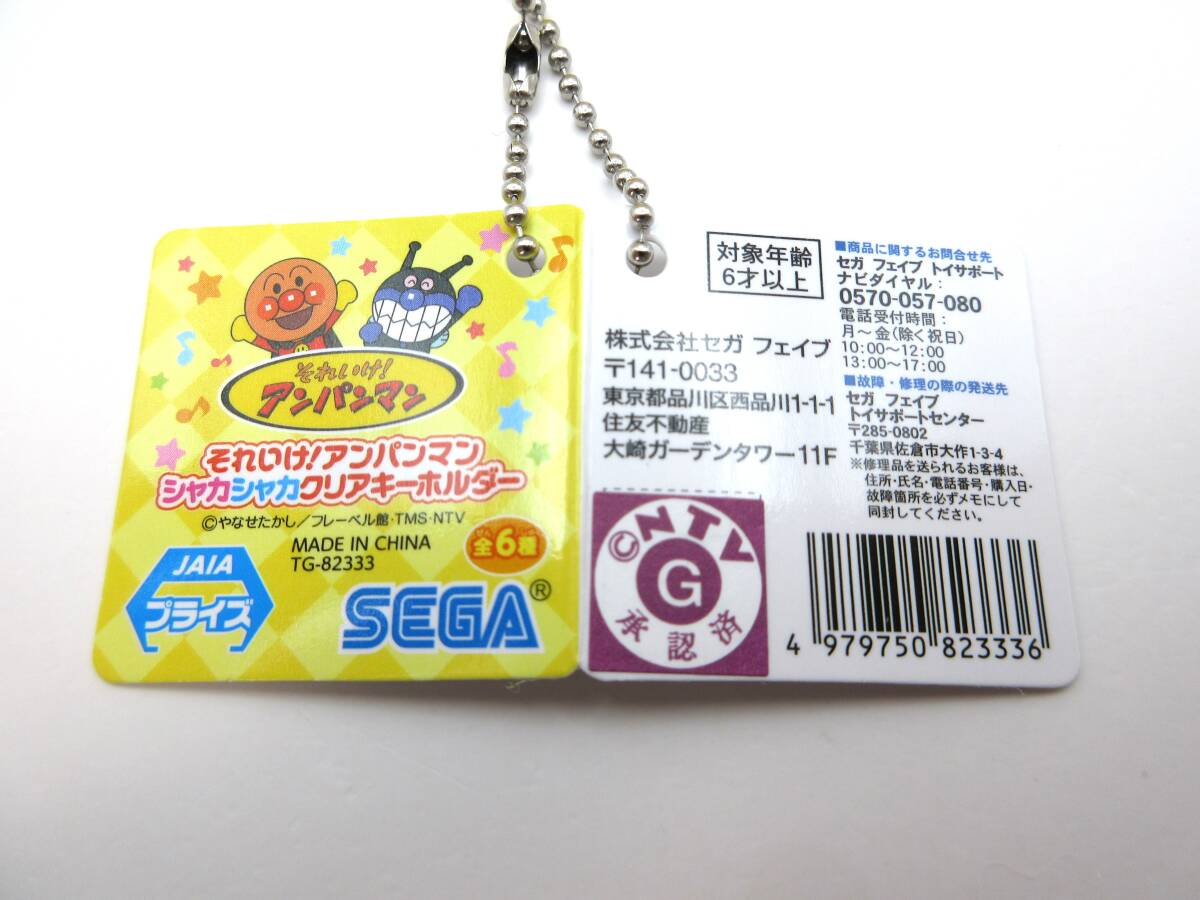 それいけ!
アンパンマン
それいけ!アンパンマン
シャカシャカクリアキーホルダー
©やなせたかし/フレーベル館・TMS・NTV
MADE IN CHINA
TG-82333
全6種
JAIA
プライズ
SEGA®
対象年齢
6才以上
株式会社セガ フェイブ
〒141-0033
東京都品川区西品川1-1-1
住友不動産
大崎ガーデンタワー11F
©NTV
G
承認済
■商品に関するお問合せ先
セガ フェイブ トイサポート
ナビダイヤル:
0570-057-080
電話受付時間:
月〜金(除く祝日)
10:00〜12:00
13:00〜17:00
■故障・修理の際の発送先
セガ フェイブ
トイサポートセンター
〒285-0802
千葉県佐倉市大作1-3-4
※修理品を送られるお客様は、
住所・氏名・電話番号・購入日・
故障箇所を必ずメモにして
同封してください。
4 979750 823336